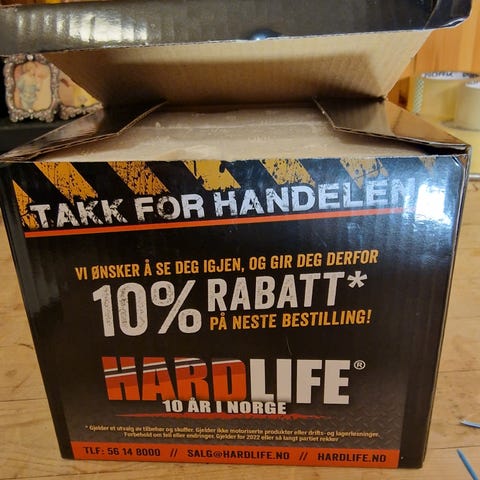 TAKK FOR HANDELEN
VI ØNSKER Å SE DEG IGJEN, OG GIR DEG DERFOR
10% RABATT*
PÅ NESTE BESTILLING!
HARDLIFE®
10 ÅR I NORGE
* Gjelder et utvalg av tilbehør og skuffer. Gjelder ikke motoriserte produkter eller drifts- og lagerløsninger.
Forbehold om feil eller endringer. Gjelder for 2022 eller så langt partiet rekker
TLF: 56 14 8000 // SALG@HARDLIFE.NO // HARDLIFE.NO